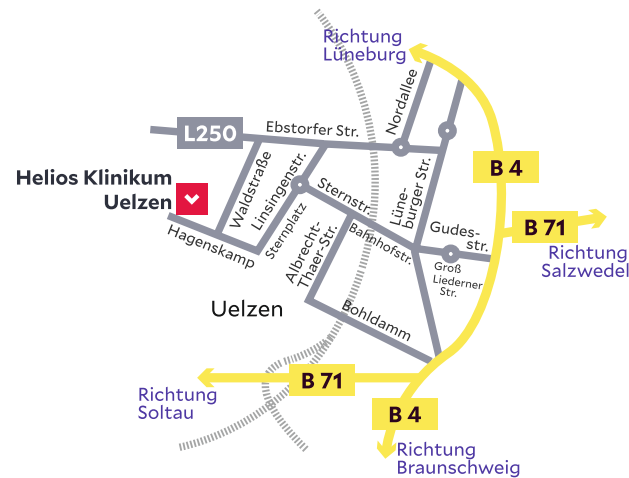 Richtung
Lüneburg
Nordallee
L250
Ebstorfer Str.
B 4
Helios Klinikum
Uelzen
Waldstraße
Linsingenstr.
Sternstr.
Lüne-
burger Str.
Sternplatz
Hagenskamp
Albrecht-
Thaer-Str.
Bahnhofstr.
Gudes-
str.
B 71
Richtung
Salzwedel
Groß
Liederner
Str.
Uelzen
Bohldamm
B 71
Richtung
Soltau
B 4
Richtung
Braunschweig